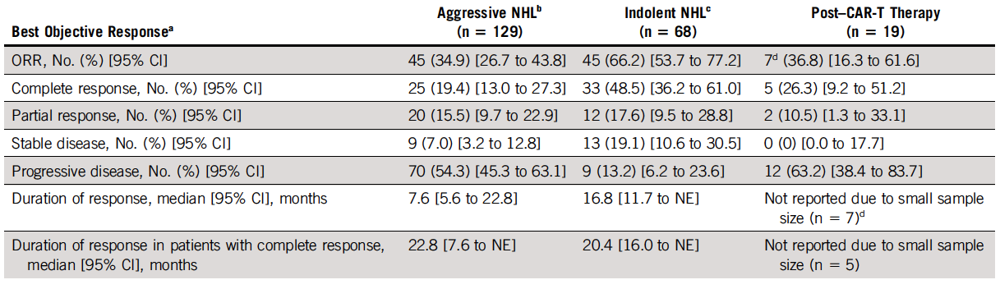 Best Objective Response^a Aggressive NHL^b (n = 129) Indolent NHL^c (n = 68) Post–CAR-T Therapy (n = 19)
ORR, No. (%) [95% CI] 45 (34.9) [26.7 to 43.8] 45 (66.2) [53.7 to 77.2] 7^d (36.8) [16.3 to 61.6]
Complete response, No. (%) [95% CI] 25 (19.4) [13.0 to 27.3] 33 (48.5) [36.2 to 61.0] 5 (26.3) [9.2 to 51.2]
Partial response, No. (%) [95% CI] 20 (15.5) [9.7 to 22.9] 12 (17.6) [9.5 to 28.8] 2 (10.5) [1.3 to 33.1]
Stable disease, No. (%) [95% CI] 9 (7.0) [3.2 to 12.8] 13 (19.1) [10.6 to 30.5] 0 (0) [0.0 to 17.7]
Progressive disease, No. (%) [95% CI] 70 (54.3) [45.3 to 63.1] 9 (13.2) [6.2 to 23.6] 12 (63.2) [38.4 to 83.7]
Duration of response, median [95% CI], months 7.6 [5.6 to 22.8] 16.8 [11.7 to NE] Not reported due to small sample
size (n = 7)^d
Duration of response in patients with complete response, 22.8 [7.6 to NE] 20.4 [16.0 to NE] Not reported due to small sample
median [95% CI], months size (n = 5)